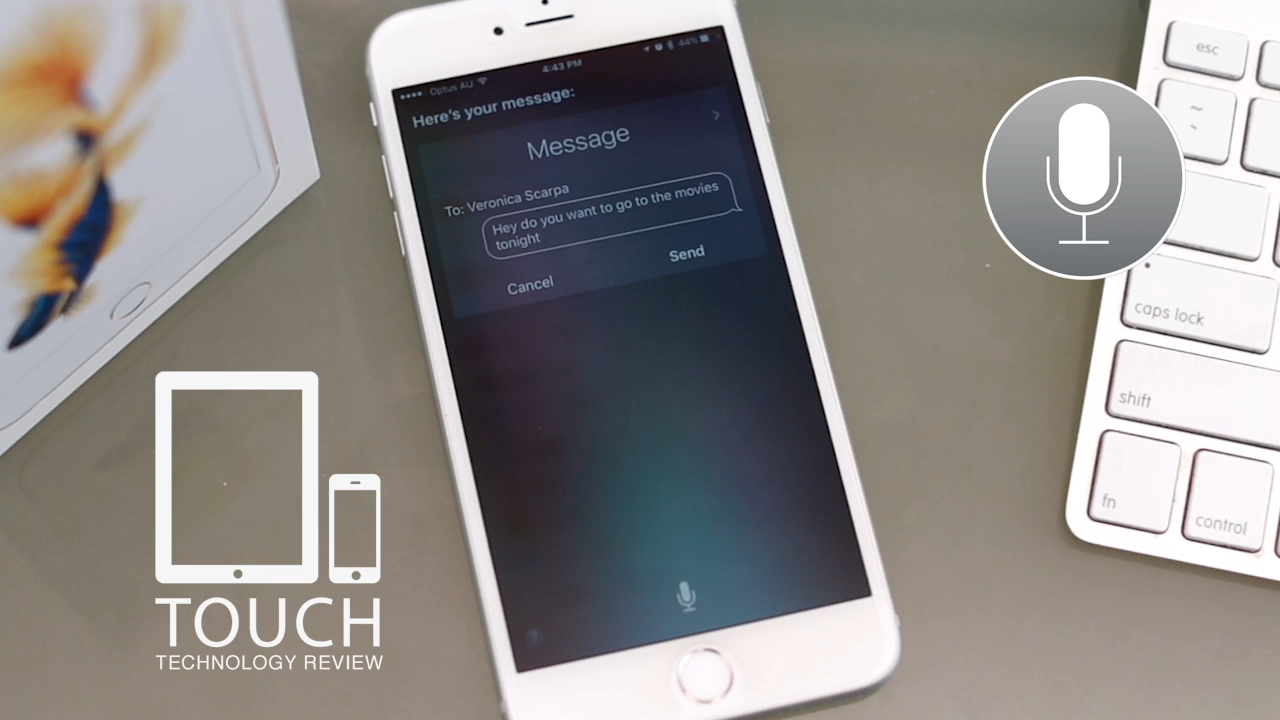 Optus AU
4:43 PM
44%
Here's your message:
Message
To: Veronica Scarpa
Hey do you want to go to the movies
tonight
Cancel
Send
esc
~
caps lock
shift
fn
control
TOUCH
TECHNOLOGY REVIEW